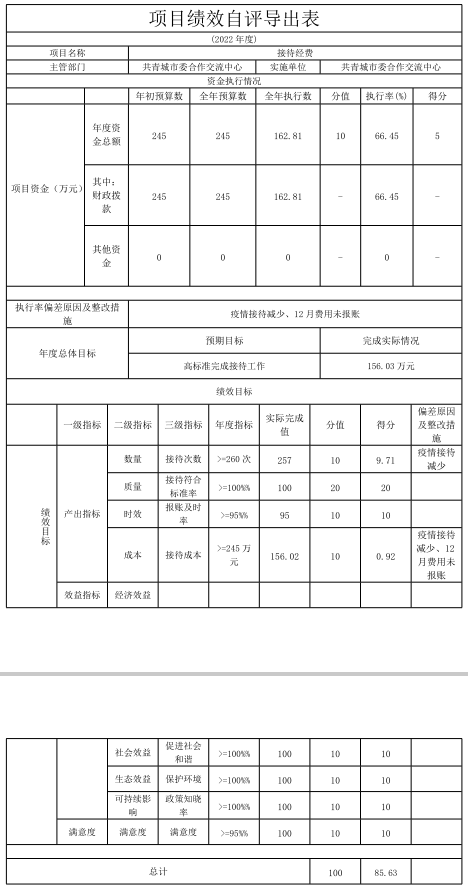 项目绩效自评导出表
(2022 年度)
项目名称 接待经费
主管部门 共青城市委合作交流中心 实施单位 共青城市委合作交流中心
资金执行情况
年初预算数 全年预算数 全年执行数 分值 执行率(%) 得分
项目资金（万元） 年度资金总额 245 245 162.81 10 66.45 5
其中:财政拨款 245 245 162.81 - 66.45 -
其他资金 0 0 0 - 0 -
执行率偏差原因及整改措施 疫情接待减少、12 月费用未报账
年度总体目标 预期目标 完成实际情况
高标准完成接待工作 156.03 万元
绩效目标
一级指标 二级指标 三级指标 年度指标 实际完成值 分值 得分 偏差原因及整改措施
绩效目标 产出指标 数量 接待次数 >=260 次 257 10 9.71 疫情接待减少
质量 接待符合标准率 >=100% 100 20 20
时效 报账及时率 >=95% 95 10 10
成本 接待成本 >=245 万元 156.02 10 0.92 疫情接待减少、12 月费用未报账
效益指标 经济效益
社会效益 促进社会和谐 >=100% 100 10 10
生态效益 保护环境 >=100% 100 10 10
可持续影响 政策知晓率 >=100% 100 10 10
满意度 满意度 满意度 >=95% 100 10 10
总计 100 85.63